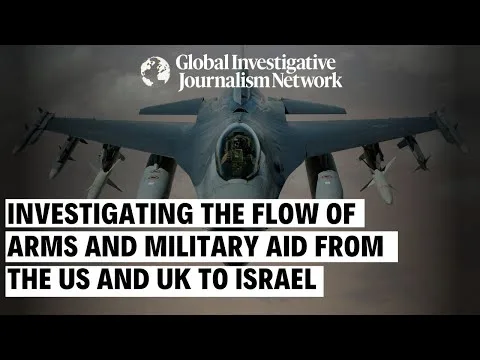 Global Investigative
Journalism Network
INVESTIGATING THE FLOW OF
ARMS AND MILITARY AID FROM
THE US AND UK TO ISRAEL